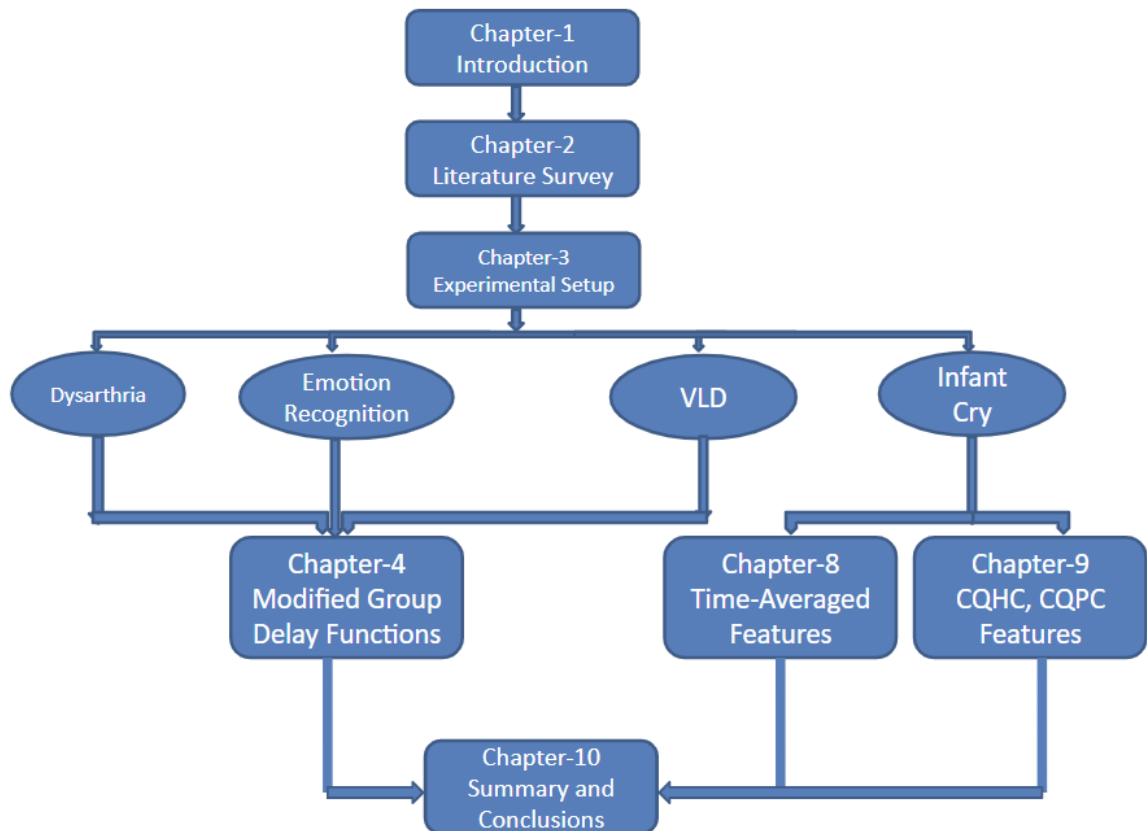 Chapter-1
Introduction
Chapter-2
Literature Survey
Chapter-3
Experimental Setup
Dysarthria
Emotion
Recognition
VLD
Infant
Cry
Chapter-4
Modified Group
Delay Functions
Chapter-8
Time-Averaged
Features
Chapter-9
CQHC, CQPC
Features
Chapter-10
Summary and
Conclusions